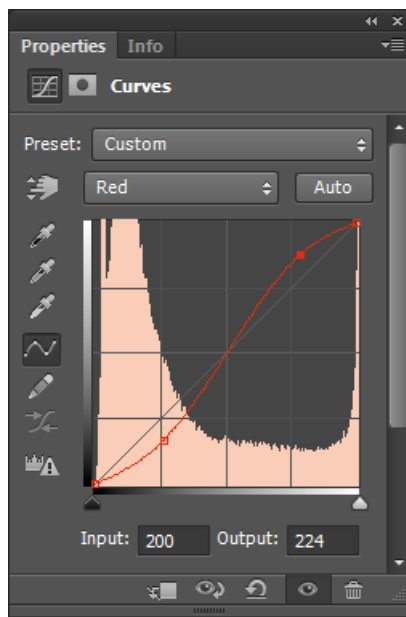 Properties Info
Curves
Preset: Custom
Red Auto
Input: 200 Output: 224